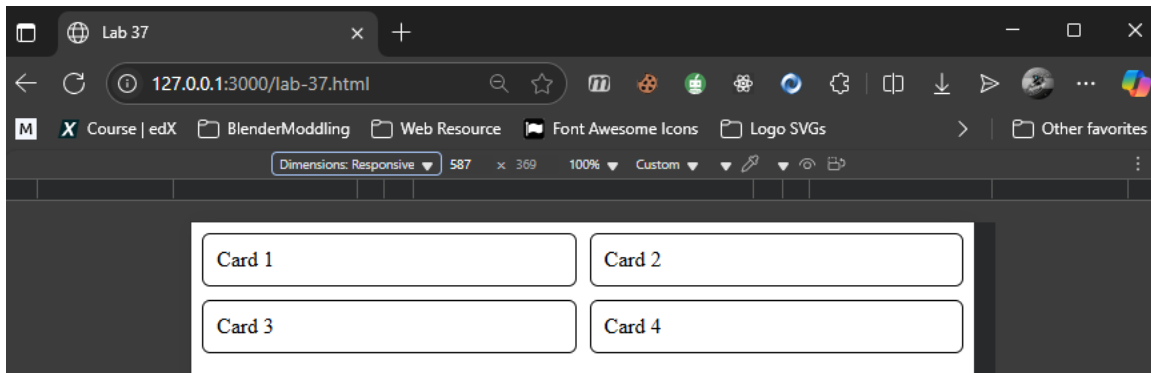 Lab 37
127.0.0.1:3000/lab-37.html
M X Course | edX BlenderModdling Web Resource Font Awesome Icons Logo SVGs Other favorites
Dimensions: Responsive 587 × 369 100% Custom
Card 1 Card 2
Card 3 Card 4